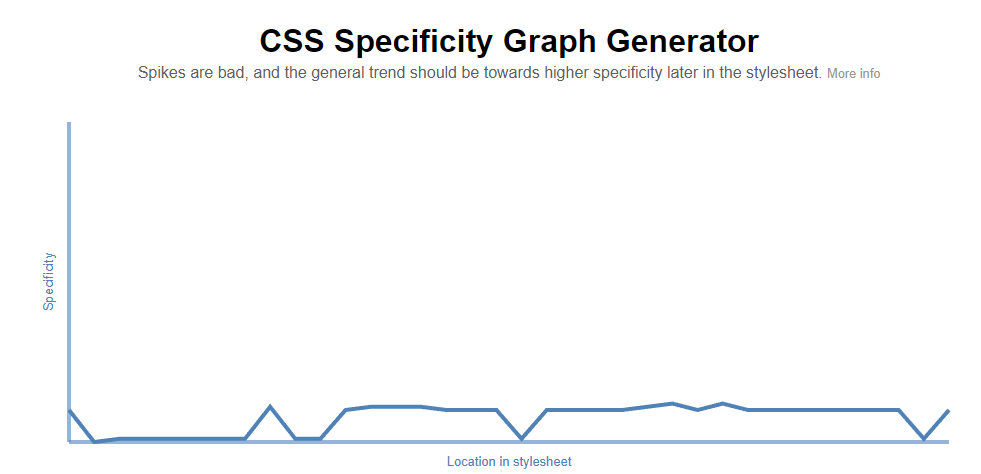 CSS Specificity Graph Generator
Spikes are bad, and the general trend should be towards higher specificity later in the stylesheet. More info
Specificity
Location in stylesheet